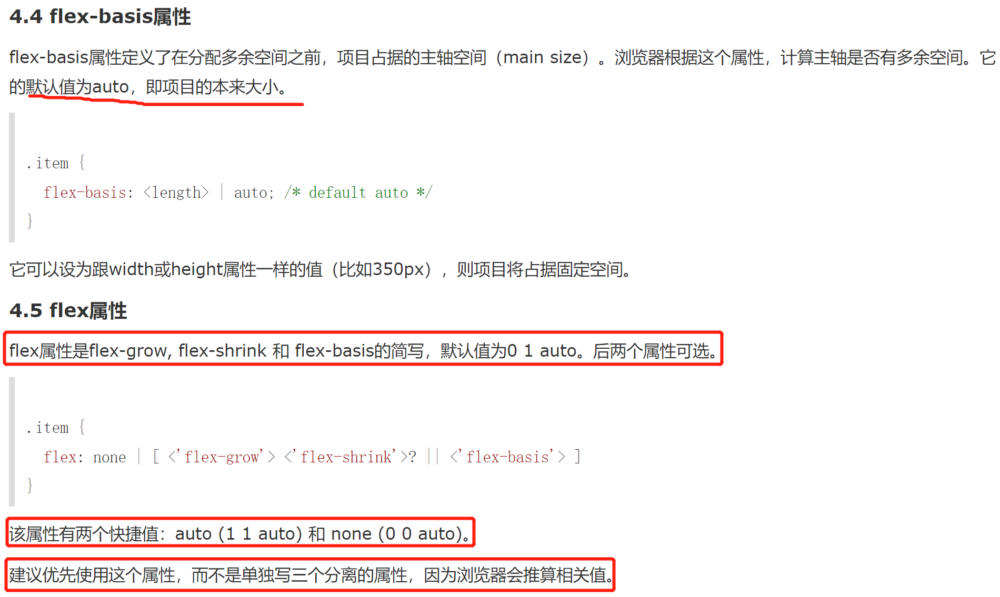 4.4 flex-basis属性
flex-basis属性定义了在分配多余空间之前，项目占据的主轴空间（main size）。浏览器根据这个属性，计算主轴是否有多余空间。它
的默认值为auto，即项目的本来大小。
.item {
  flex-basis: <length> | auto; /* default auto */
}
它可以设为跟width或height属性一样的值（比如350px），则项目将占据固定空间。
4.5 flex属性
flex属性是flex-grow, flex-shrink 和 flex-basis的简写，默认值为0 1 auto。后两个属性可选。
.item {
  flex: none | [ <'flex-grow'> <'flex-shrink'>? || <'flex-basis'> ]
}
该属性有两个快捷值：auto (1 1 auto) 和 none (0 0 auto)。
建议优先使用这个属性，而不是单独写三个分离的属性，因为浏览器会推算相关值。